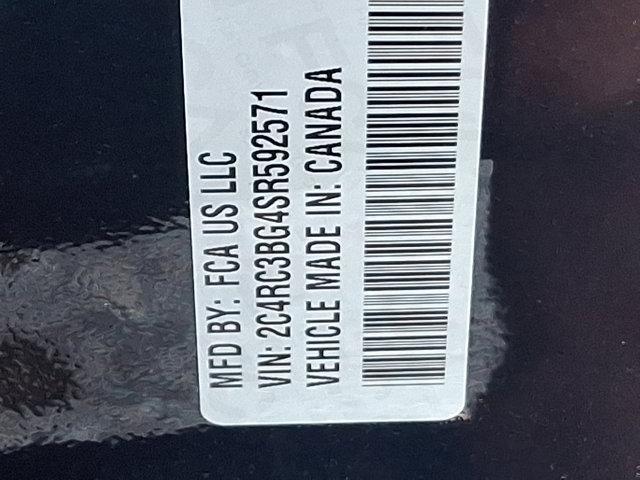 MFD BY: FCA US LLC
VIN: 2C4RC3BG4SR592571
VEHICLE MADE IN: CANADA